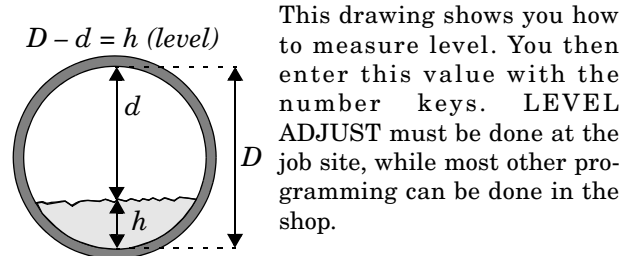 D – d = h (level)
d
D
h
This drawing shows you how
to measure level. You then
enter this value with the
number keys. LEVEL
ADJUST must be done at the
job site, while most other pro-
gramming can be done in the
shop.